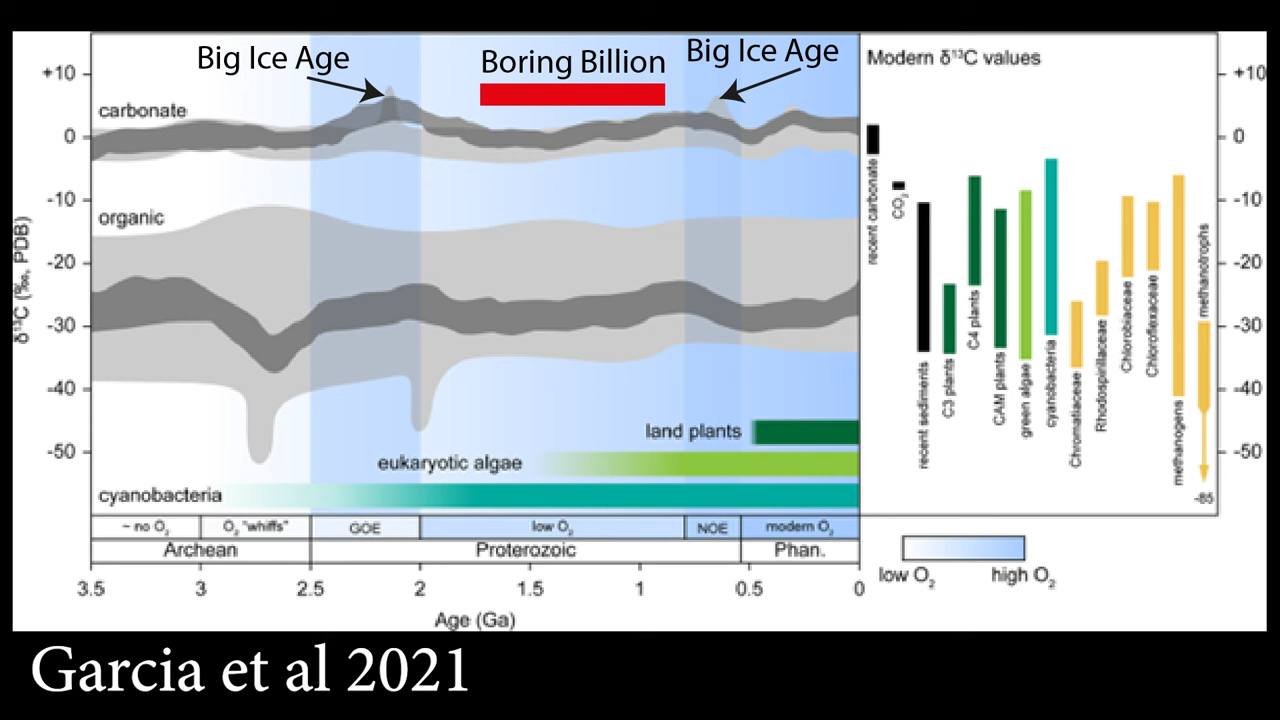 Big Ice Age
Boring Billion
Big Ice Age
Modern δ¹³C values
+10
0
-10
-20
-30
-40
-50
δ¹³C (‰, PDB)
carbonate
organic
land plants
eukaryotic algae
cyanobacteria
~ no O₂
O₂ "whiffs"
GOE
low O₂
NOE
modern O₂
Archean
Proterozoic
Phan.
3.5
3
2.5
2
1.5
1
0.5
0
Age (Ga)
recent carbonate
CO₂
recent sediments
C3 plants
C4 plants
CAM plants
green algae
cyanobacteria
Chromatiaceae
Rhodospirillaceae
Chlorobiaceae
Chloroflexaceae
methanogens
methanotrophs
-85
+10
0
-10
-20
-30
-40
-50
low O₂
high O₂
Garcia et al 2021